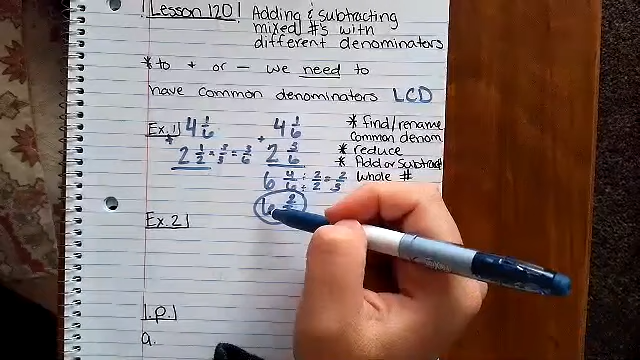 Lesson 120! Adding & subtracting
mixed #'s with
different denominators
* to + or - we need to
have common denominators LCD
Ex. 1 4 1/6 4 1/6
+ 2 1/2 = 3/3 = 3/6 + 2 3/6
6 4/6 ÷ 2/2 = 2/3
6 2
* find/rename
common denom
* reduce
* Add or subtract
whole #
Ex. 2
l.p.
a.